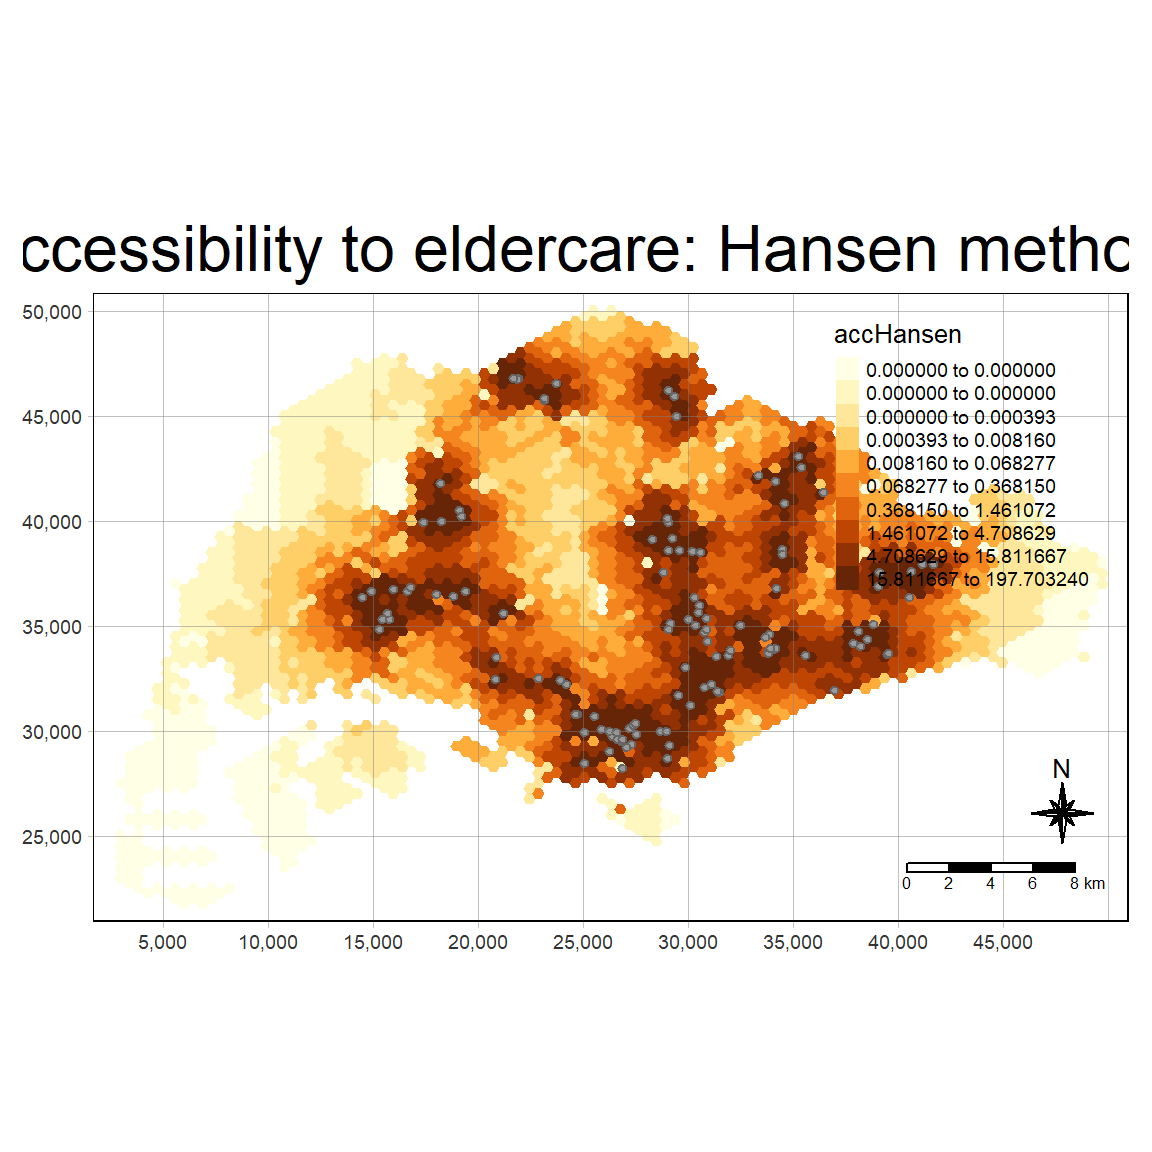 ccessibility to eldercare: Hansen metho
50,000
45,000
40,000
35,000
30,000
25,000
accHansen
0.000000 to 0.000000
0.000000 to 0.000000
0.000000 to 0.000393
0.000393 to 0.008160
0.008160 to 0.068277
0.068277 to 0.368150
0.368150 to 1.461072
1.461072 to 4.708629
4.708629 to 15.811667
15.811667 to 197.703240
N
0 2 4 6 8 km
5,000 10,000 15,000 20,000 25,000 30,000 35,000 40,000 45,000